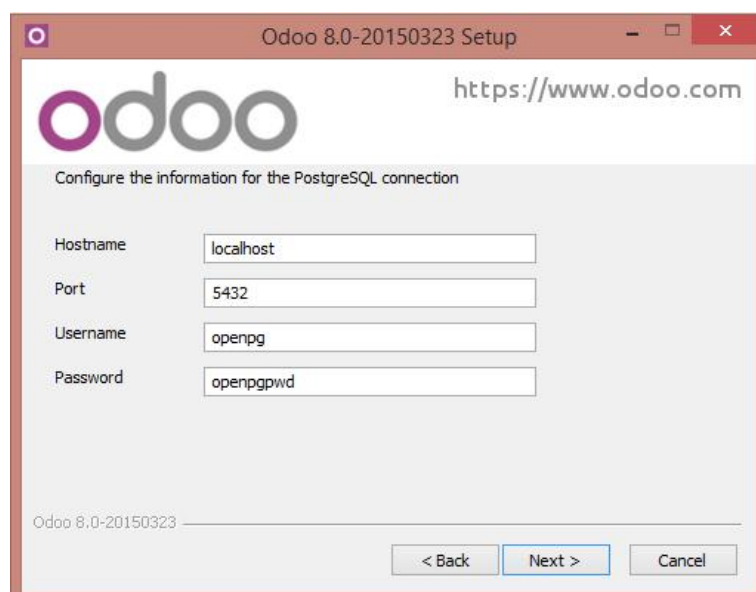 Odoo 8.0-20150323 Setup
odoo
https://www.odoo.com
Configure the information for the PostgreSQL connection
Hostname localhost
Port 5432
Username openpg
Password openpgpwd
Odoo 8.0-20150323
< Back Next > Cancel